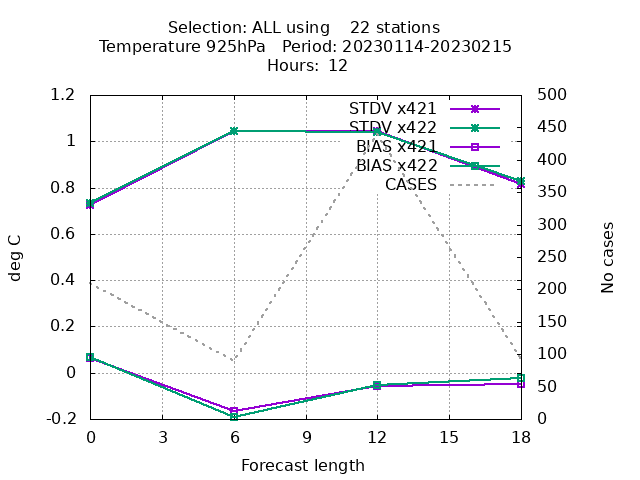 Selection: ALL using    22 stations
Temperature 925hPa   Period: 20230114-20230215
Hours: 12
1.2
1
0.8
0.6
0.4
0.2
0
-0.2
500
450
400
350
300
250
200
150
100
50
0
STDV x421
STDV x422
BIAS x421
BIAS x422
CASES
deg C
No cases
0 3 6 9 12 15 18
Forecast length